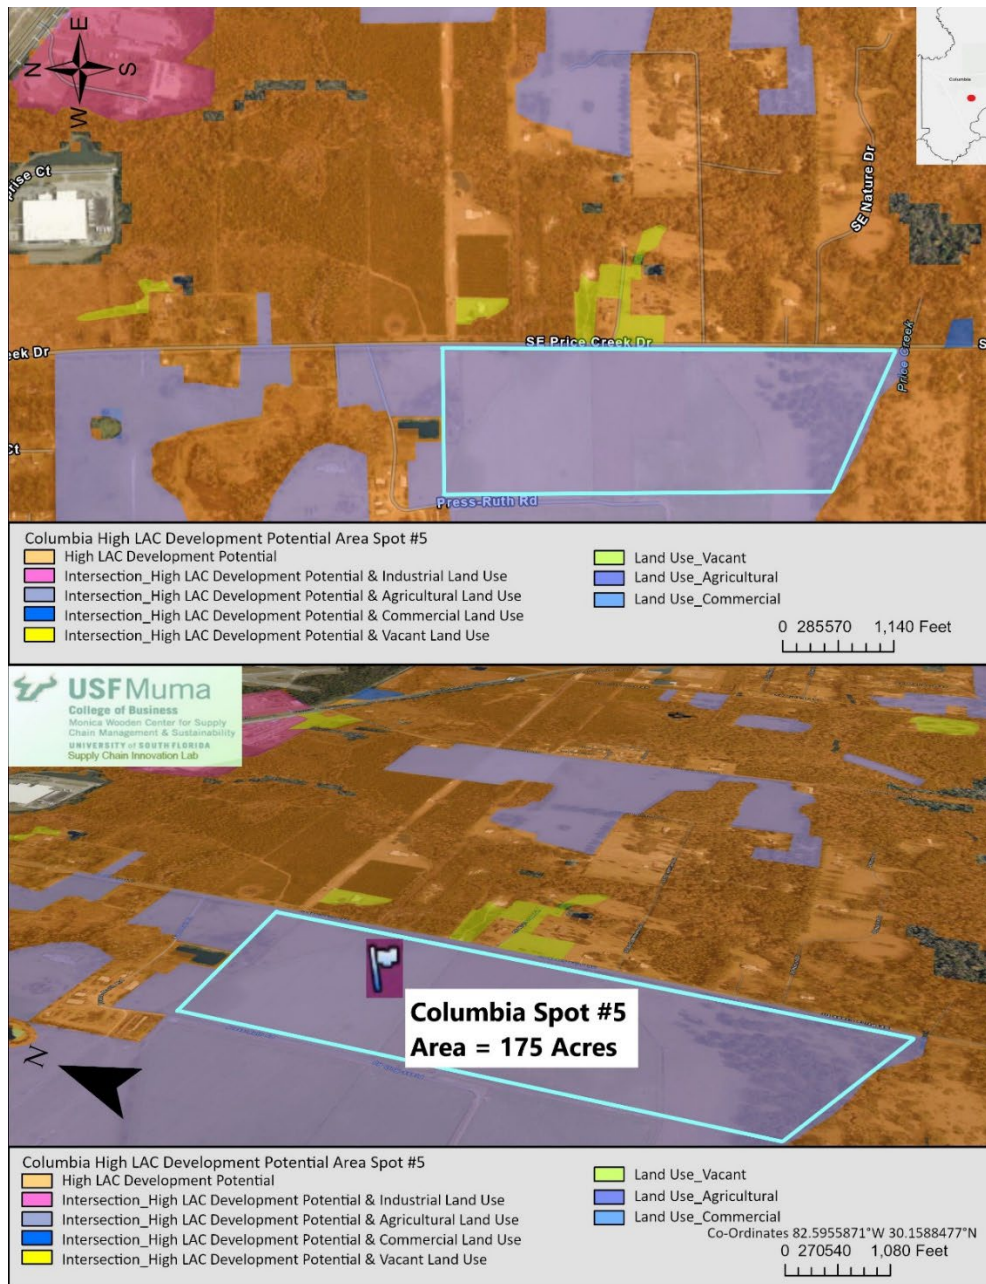 E
N
S
W
Columbia
prise Ct
SE Nature Dr
SE Price Creek Dr
eek Dr
Price Creek
S
Ct
Press-Ruth Rd
Columbia High LAC Development Potential Area Spot #5
High LAC Development Potential
Intersection_High LAC Development Potential & Industrial Land Use
Intersection_High LAC Development Potential & Agricultural Land Use
Intersection_High LAC Development Potential & Commercial Land Use
Intersection_High LAC Development Potential & Vacant Land Use
Land Use_Vacant
Land Use_Agricultural
Land Use_Commercial
0 285570 1,140 Feet
USF Muma
College of Business
Monica Wooden Center for Supply
Chain Management & Sustainability
UNIVERSITY of SOUTH FLORIDA
Supply Chain Innovation Lab
Columbia Spot #5
Area = 175 Acres
N
Columbia High LAC Development Potential Area Spot #5
High LAC Development Potential
Intersection_High LAC Development Potential & Industrial Land Use
Intersection_High LAC Development Potential & Agricultural Land Use
Intersection_High LAC Development Potential & Commercial Land Use
Intersection_High LAC Development Potential & Vacant Land Use
Land Use_Vacant
Land Use_Agricultural
Land Use_Commercial
Co-Ordinates 82.5955871°W 30.1588477°N
0 270540 1,080 Feet